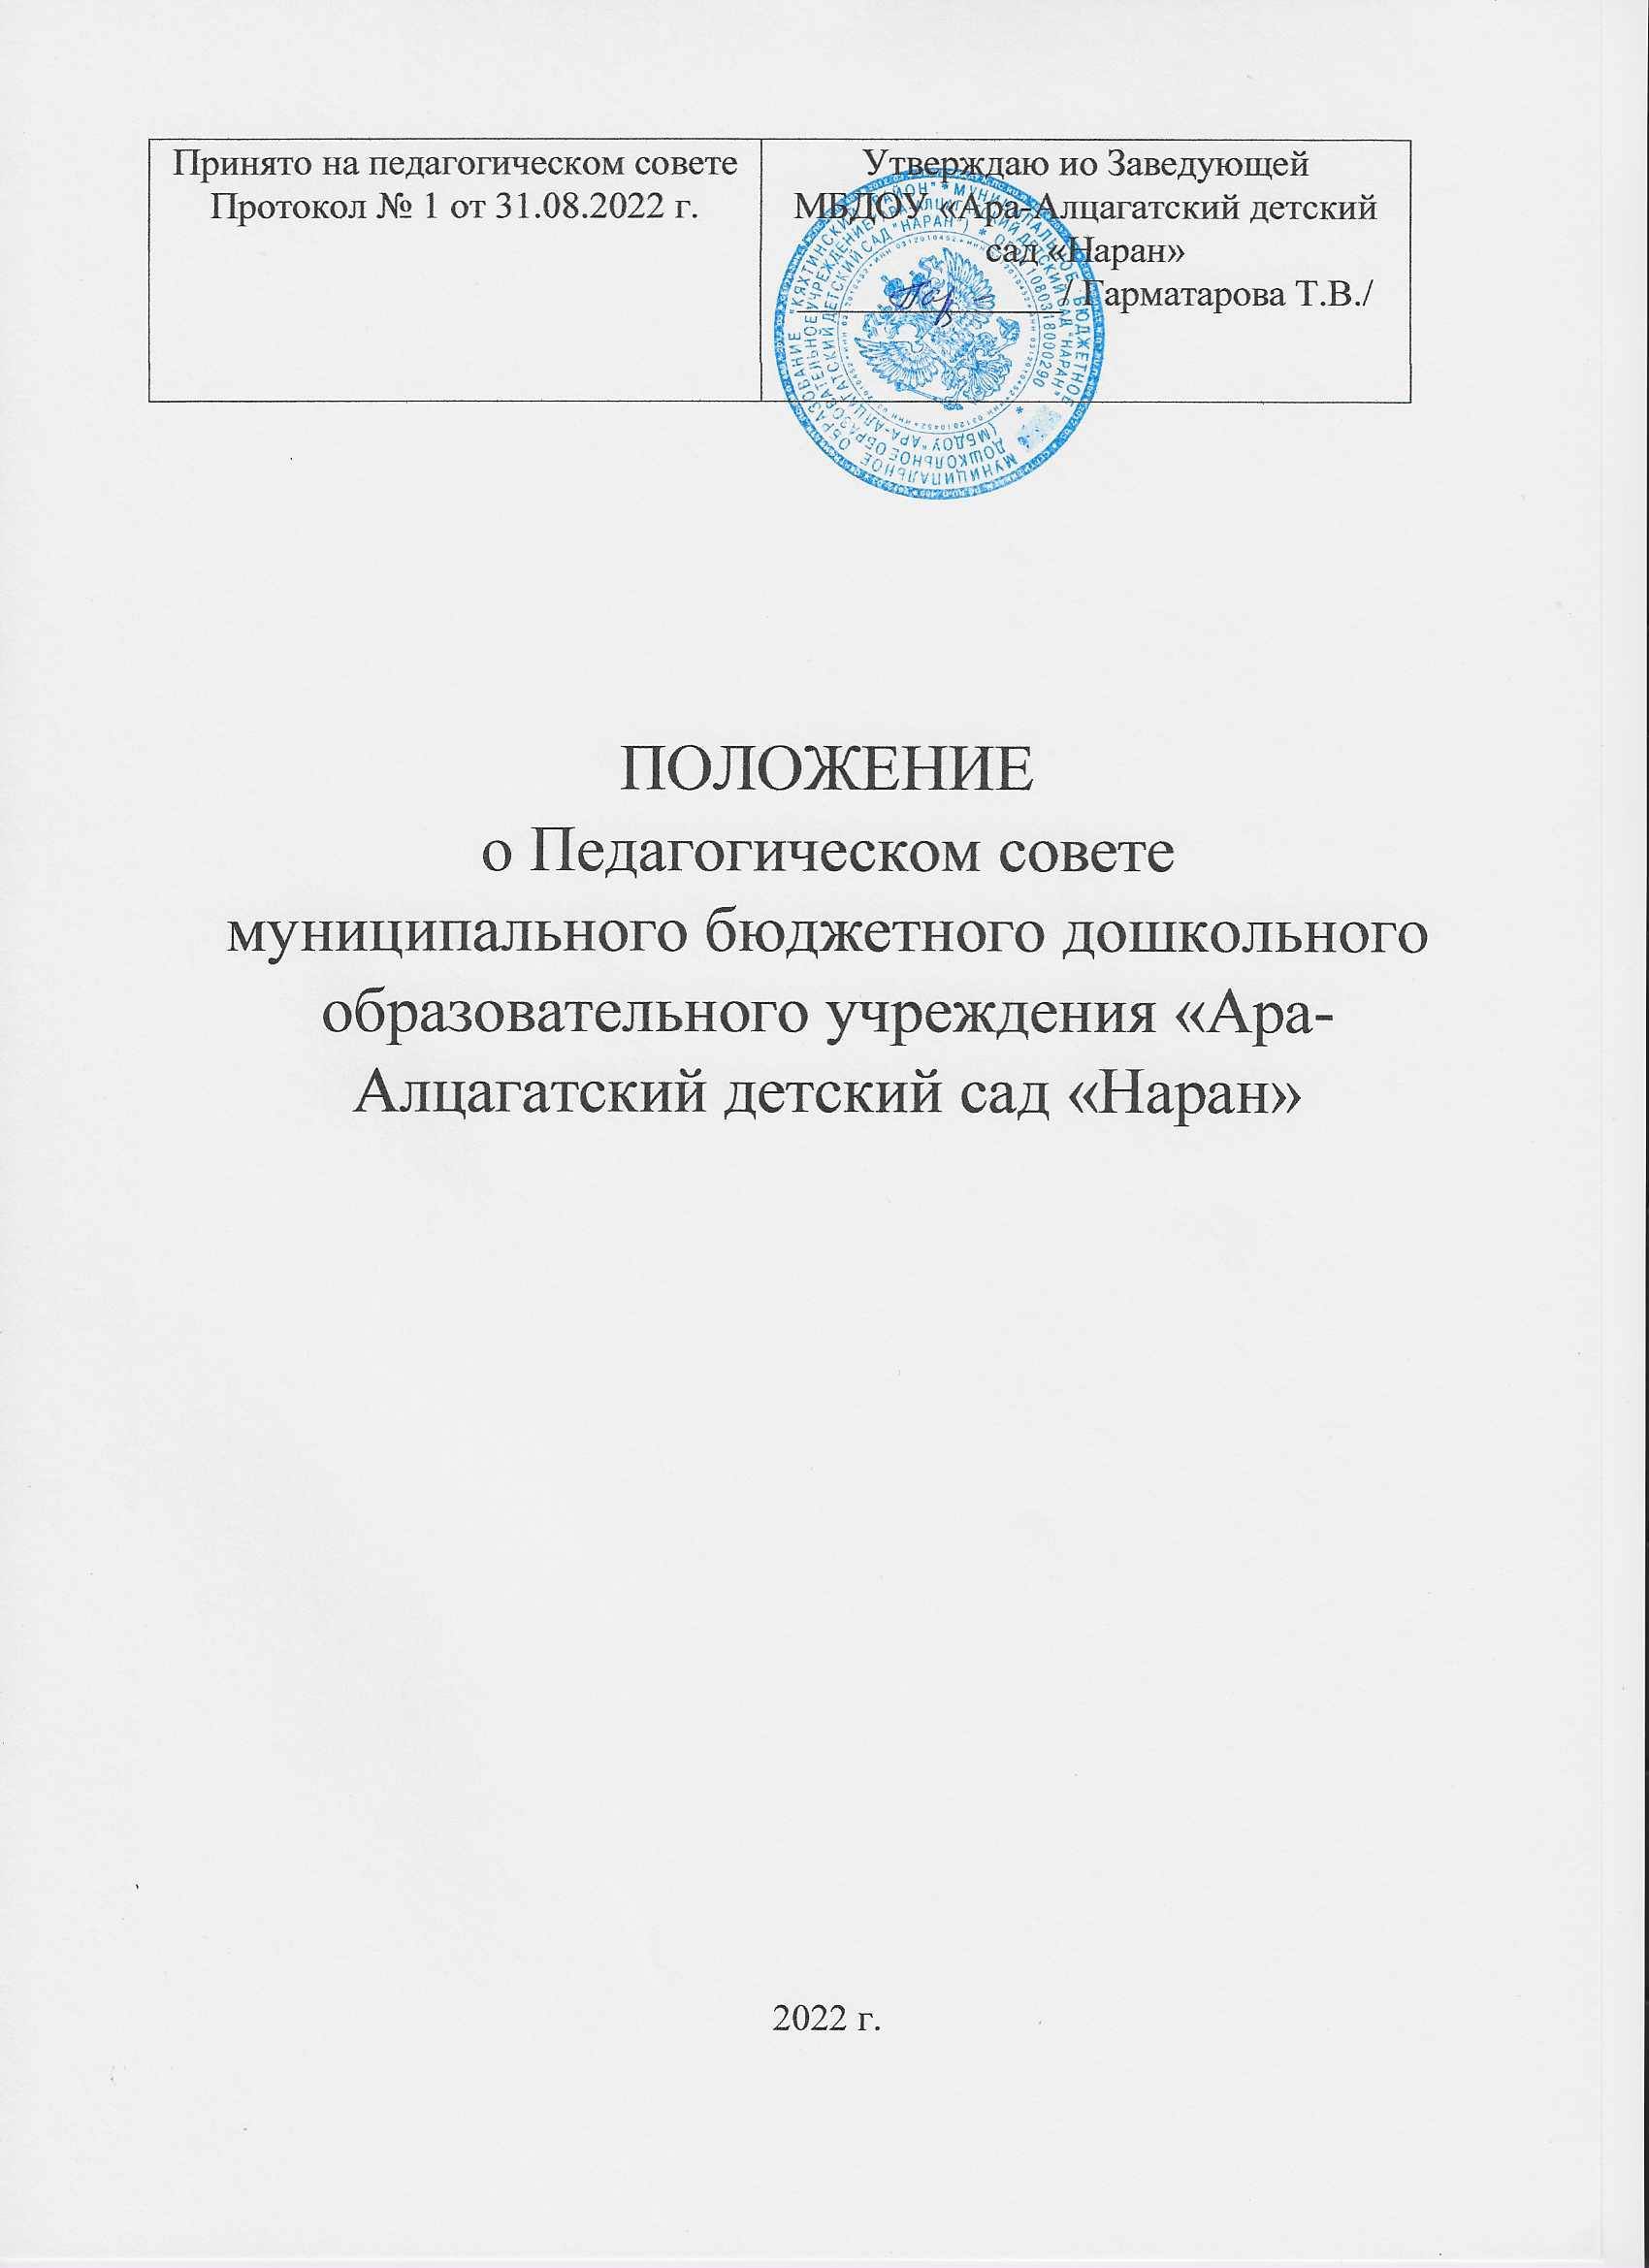 Принято на педагогическом совете
Протокол № 1 от 31.08.2022 г.
Утверждаю ио Заведующей
МБДОУ «Ара-Алцагатский детский
сад «Наран»
/ Гарматарова Т.В./
ПОЛОЖЕНИЕ
о Педагогическом совете
муниципального бюджетного дошкольного
образовательного учреждения «Ара-
Алцагатский детский сад «Наран»
2022 г.